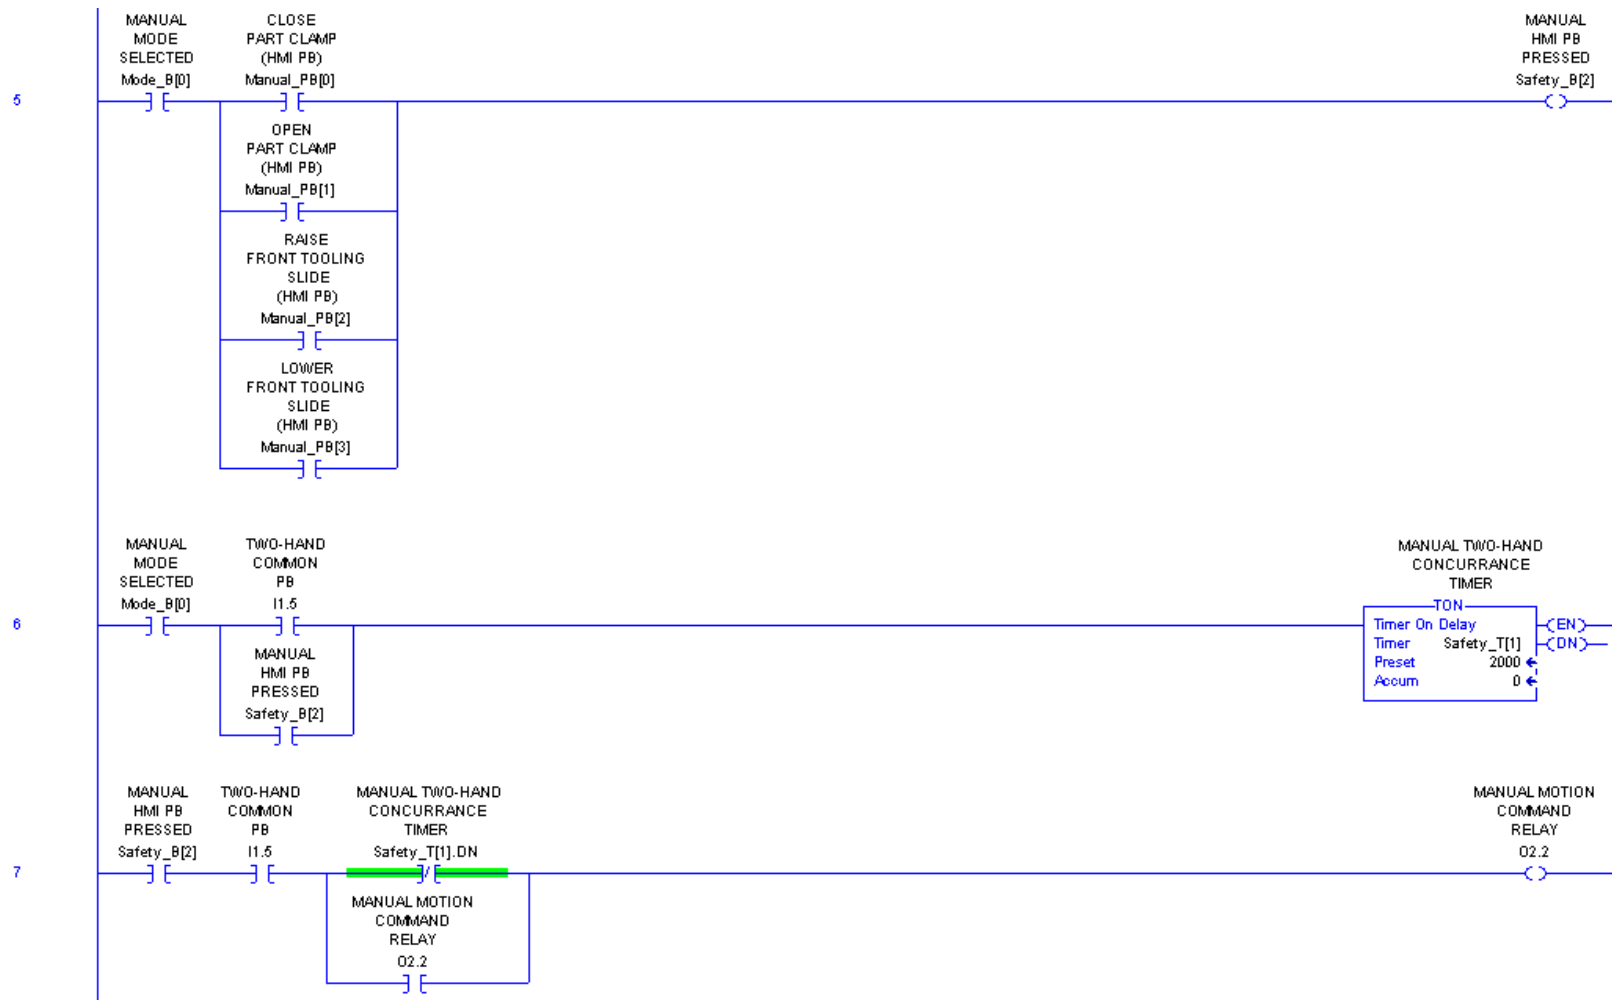 MANUAL
MODE
SELECTED
Mode_B[0]
CLOSE
PART CLAMP
(HMI PB)
Manual_PB[0]
MANUAL
HMI PB
PRESSED
Safety_B[2]
5
OPEN
PART CLAMP
(HMI PB)
Manual_PB[1]
RAISE
FRONT TOOLING
SLIDE
(HMI PB)
Manual_PB[2]
LOWER
FRONT TOOLING
SLIDE
(HMI PB)
Manual_PB[3]
MANUAL
MODE
SELECTED
Mode_B[0]
TWO-HAND
COMMON
PB
I1.5
MANUAL TWO-HAND
CONCURRANCE
TIMER
6
TON
Timer On Delay
Timer Safety_T[1]
Preset 2000
Accum 0
EN
DN
MANUAL
HMI PB
PRESSED
Safety_B[2]
MANUAL
HMI PB
PRESSED
Safety_B[2]
TWO-HAND
COMMON
PB
I1.5
MANUAL TWO-HAND
CONCURRANCE
TIMER
Safety_T[1].DN
MANUAL MOTION
COMMAND
RELAY
O2.2
7
MANUAL MOTION
COMMAND
RELAY
O2.2